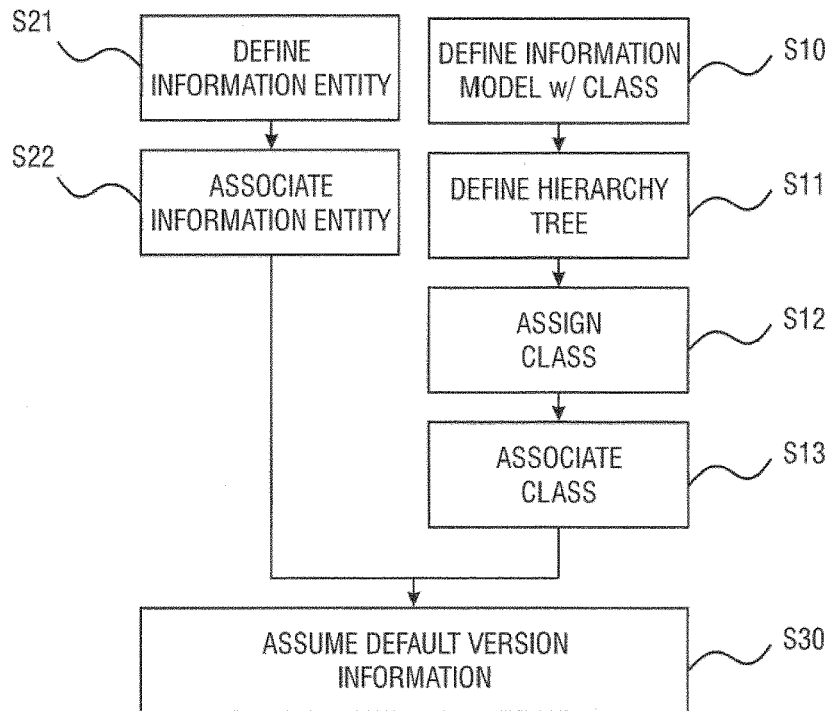 S21
DEFINE
INFORMATION ENTITY
S22
ASSOCIATE
INFORMATION ENTITY
DEFINE INFORMATION
MODEL w/ CLASS
S10
DEFINE HIERARCHY
TREE
S11
ASSIGN
CLASS
S12
ASSOCIATE
CLASS
S13
ASSUME DEFAULT VERSION
INFORMATION
S30